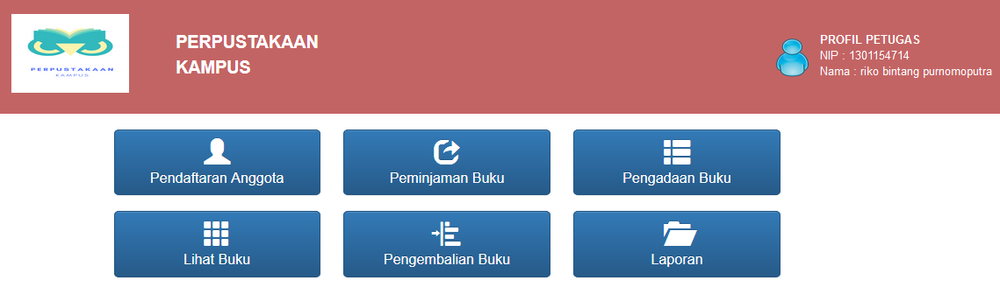 PERPUSTAKAAN
KAMPUS
PERPUSTAKAAN
KAMPUS
PROFIL PETUGAS
NIP : 1301154714
Nama : riko bintang purnomoputra
Pendaftaran Anggota
Peminjaman Buku
Pengadaan Buku
Lihat Buku
Pengembalian Buku
Laporan